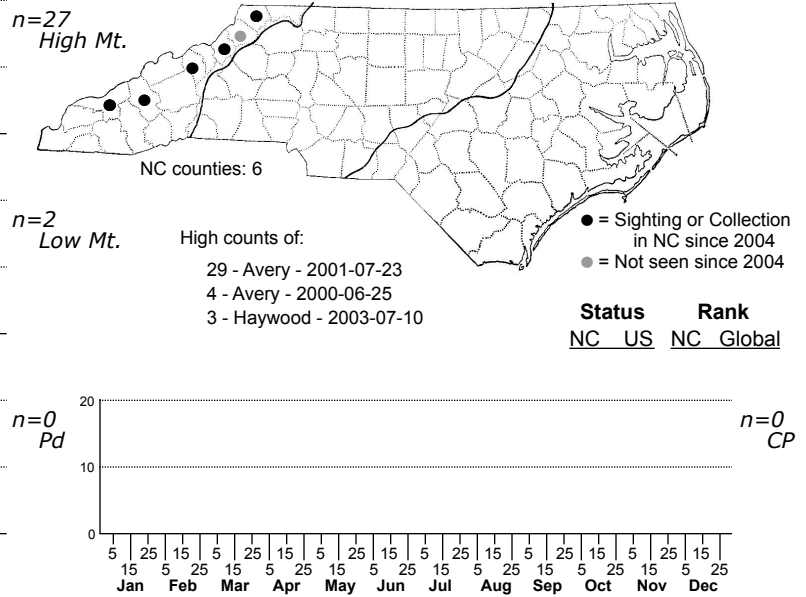 n=27
High Mt.
NC counties: 6
n=2
Low Mt.
High counts of:
29 - Avery - 2001-07-23
4 - Avery - 2000-06-25
3 - Haywood - 2003-07-10
= Sighting or Collection
in NC since 2004
= Not seen since 2004
Status Rank
NC US NC Global
n=0
Pd
20
10
0
n=0
CP
5 25 15 5 25 15 5 25 15 5 25 15 5 25 15 5 25 15
15 5 25 15 5 25 15 5 25 15 5 25 15 5 25 15 5 25
Jan Feb Mar Apr May Jun Jul Aug Sep Oct Nov Dec